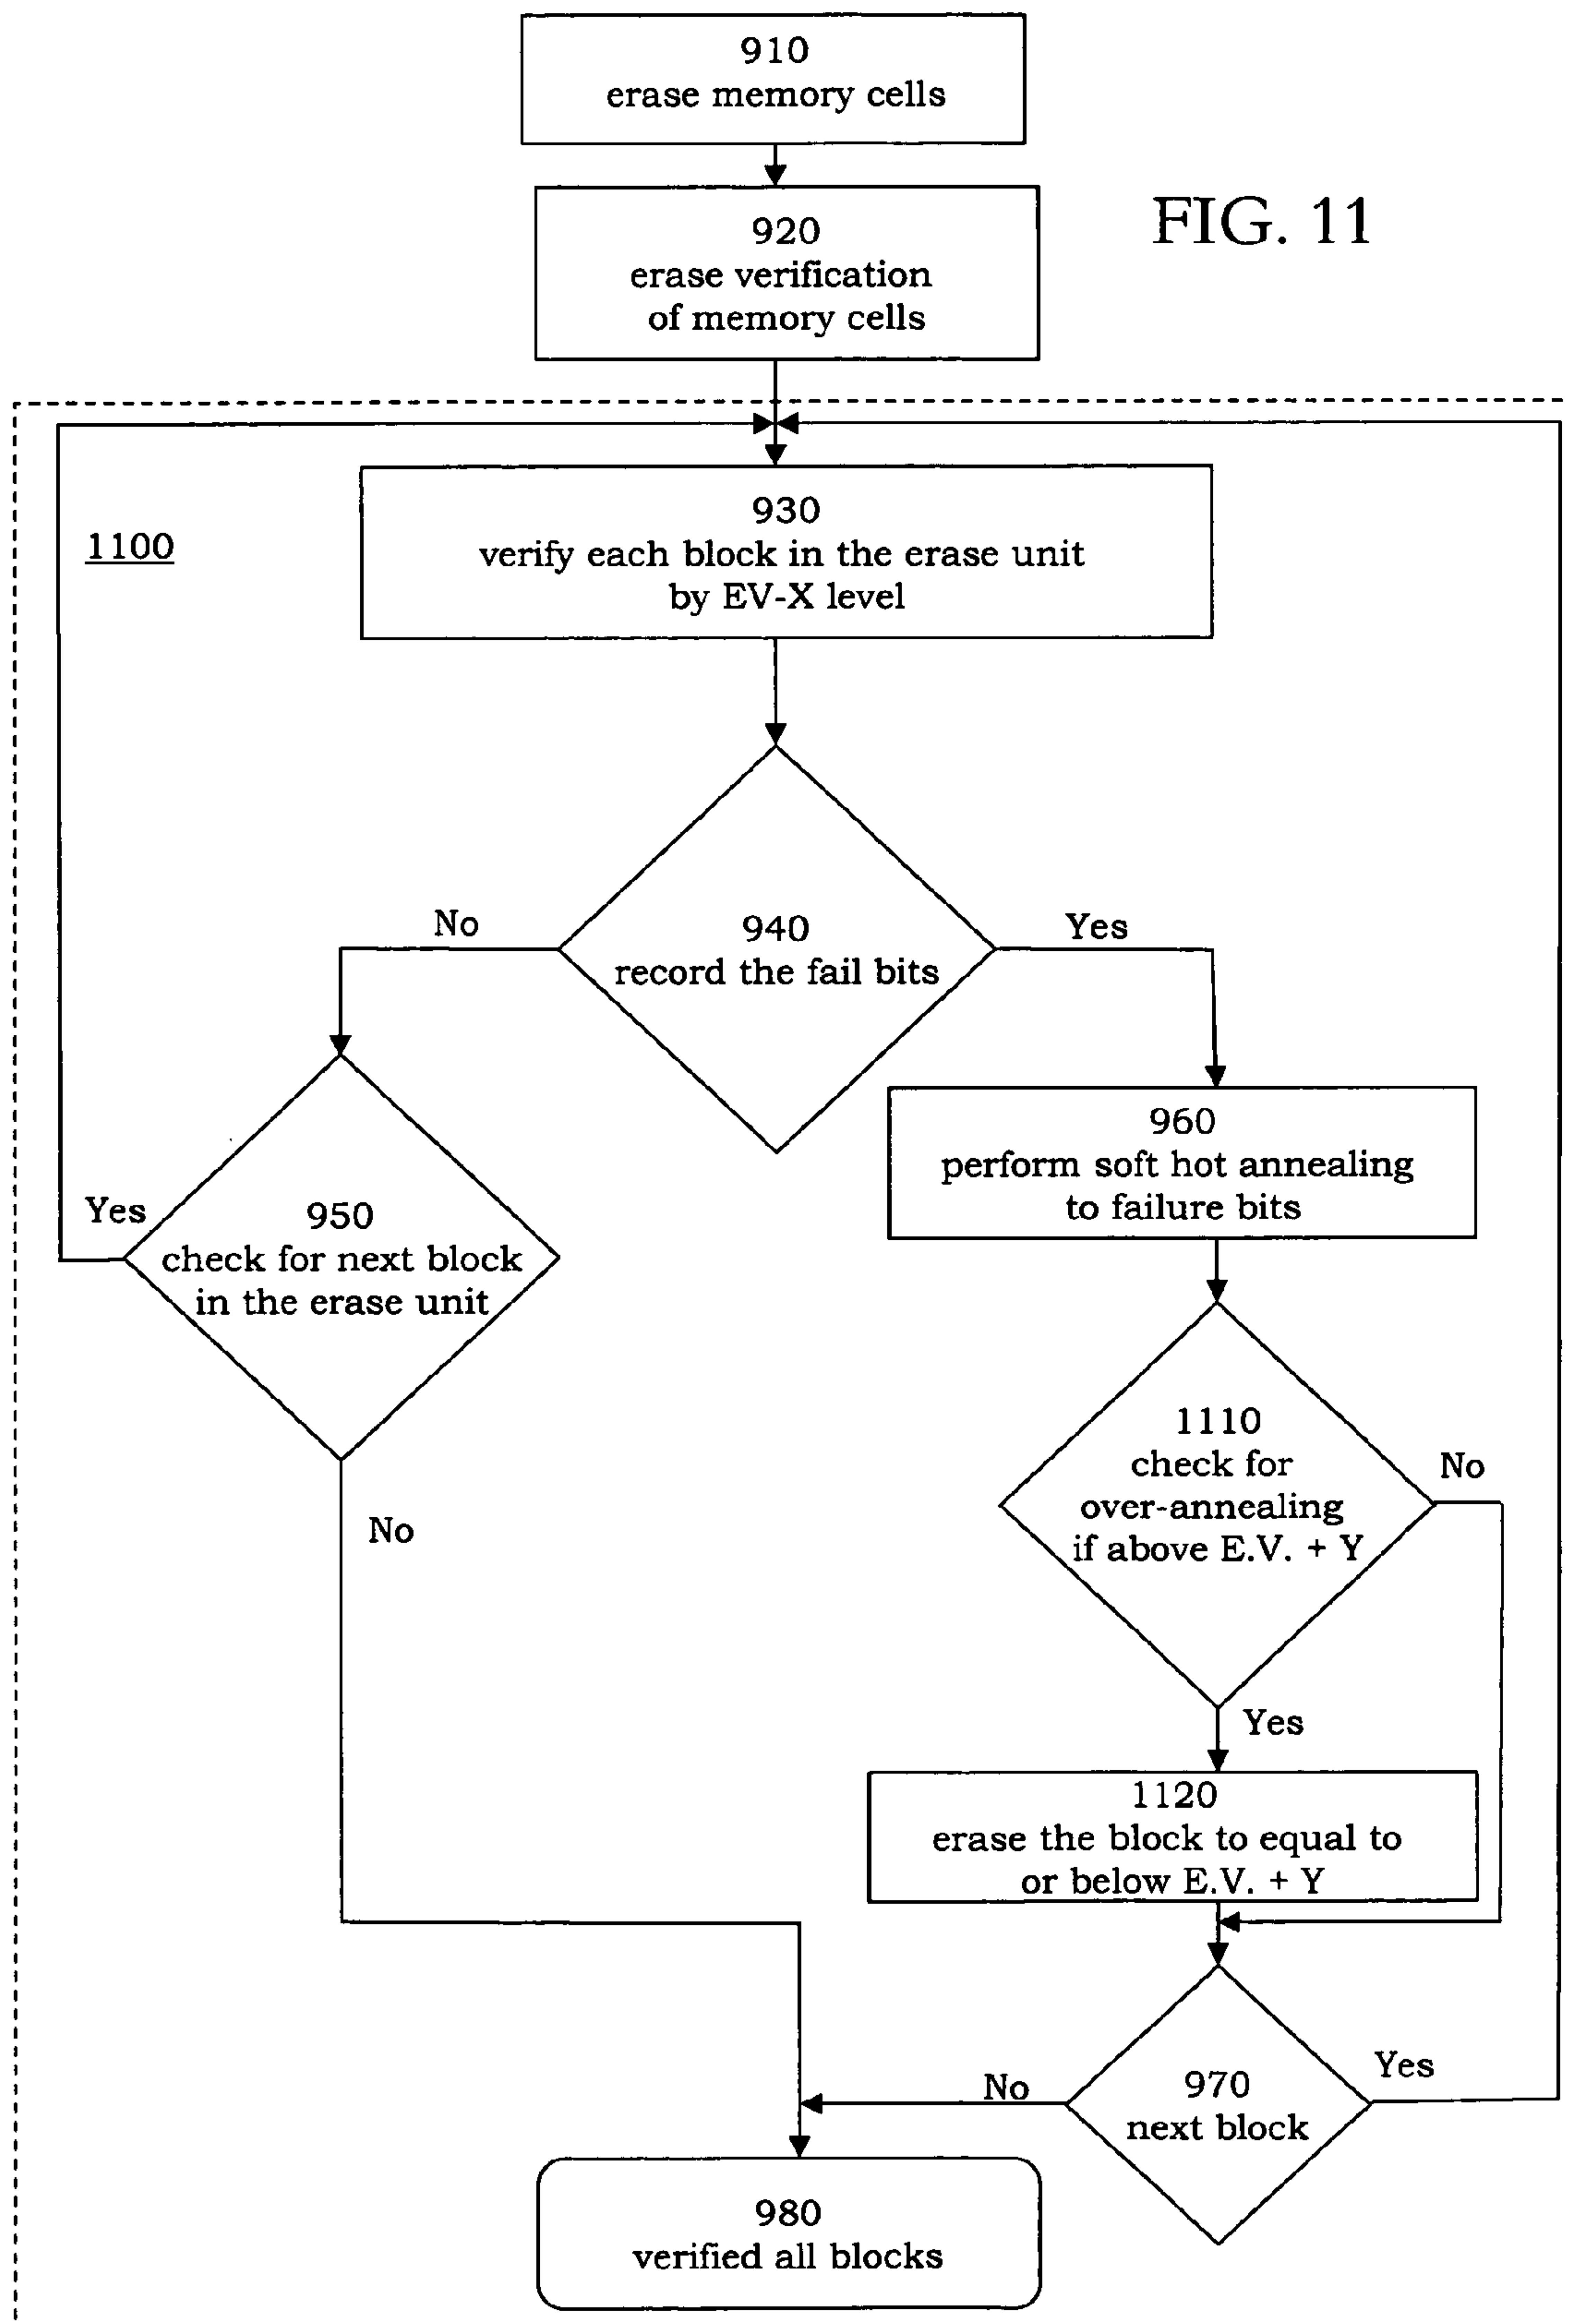 910
erase memory cells
FIG. 11
920
erase verification
of memory cells
1100
930
verify each block in the erase unit
by EV-X level
No
940
record the fail bits
Yes
960
perform soft hot annealing
to failure bits
Yes
950
check for next block
in the erase unit
1110
check for
over-annealing
if above E.V. + Y
No
No
Yes
1120
erase the block to equal to
or below E.V. + Y
No
970
next block
Yes
980
verified all blocks